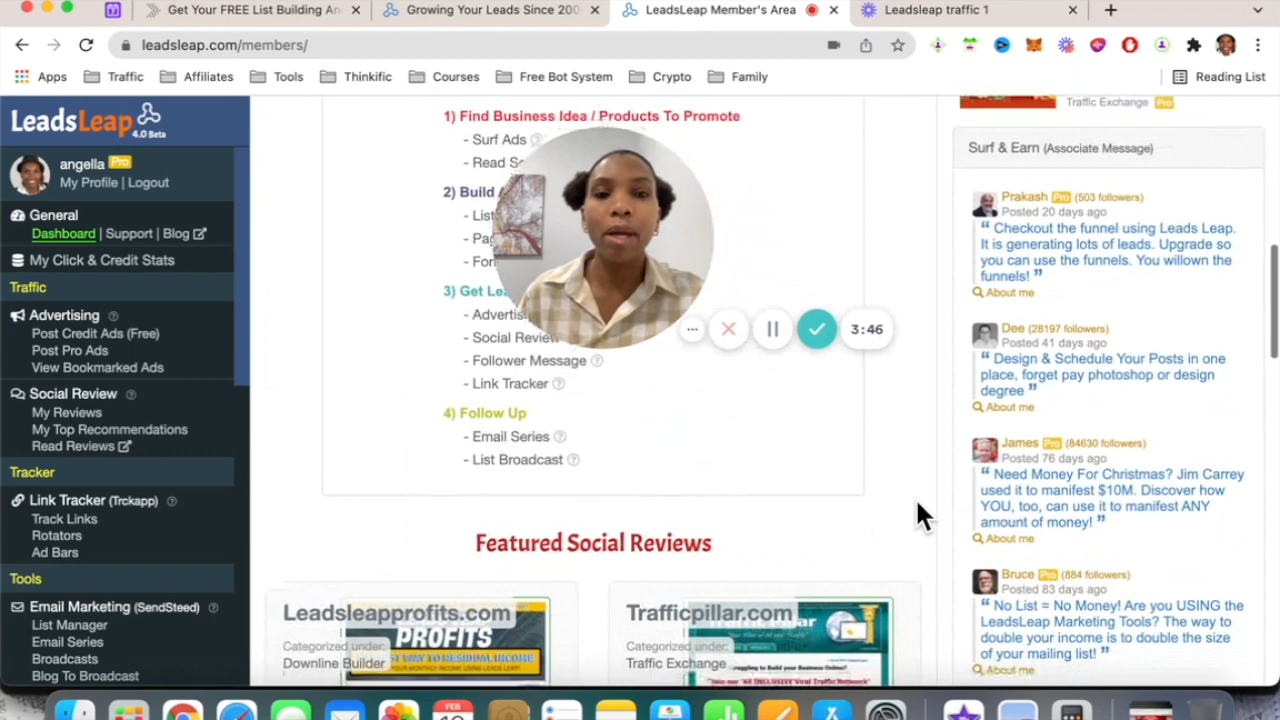 Get Your FREE List Building An
Growing Your Leads Since 200
LeadsLeap Member's Area
Leadsleap traffic 1
leadsleap.com/members/
Apps
Traffic
Affiliates
Tools
Thinkific
Courses
Free Bot System
Crypto
Family
Reading List
LeadsLeap
4.0 Beta
angella Pro
My Profile | Logout
General
Dashboard | Support | Blog
My Click & Credit Stats
Traffic
Advertising
Post Credit Ads (Free)
Post Pro Ads
View Bookmarked Ads
Social Review
My Reviews
My Top Recommendations
Read Reviews
Tracker
Link Tracker (Trckapp)
Track Links
Rotators
Ad Bars
Tools
Email Marketing (SendSteed)
List Manager
Email Series
Broadcasts
Blog To Broadcast
1) Find Business Idea / Products To Promote
- Surf Ads
- Read
2) Build
3) Get
- Social Review
- Follower Message
- Link Tracker
4) Follow Up
- Email Series
- List Broadcast
3:46
Featured Social Reviews
Leadsleapprofits.com
Categorized under:
Downline Builder
PROFITS
Trafficpillar.com
Categorized under:
Traffic Exchange
Traffic Exchange Pro
Surf & Earn (Associate Message)
Prakash Pro (503 followers)
Posted 20 days ago
“ Checkout the funnel using Leads Leap.
It is generating lots of leads. Upgrade so
you can use the funnels. You willown the
funnels! ”
About me
Dee (28197 followers)
Posted 41 days ago
“ Design & Schedule Your Posts in one
place, forget pay photoshop or design
degree ”
About me
James Pro (84630 followers)
Posted 76 days ago
“ Need Money For Christmas? Jim Carrey
used it to manifest $10M. Discover how
YOU, too, can use it to manifest ANY
amount of money! ”
About me
Bruce Pro (884 followers)
Posted 83 days ago
“ No List = No Money! Are you USING the
LeadsLeap Marketing Tools? The way to
double your income is to double the size
of your mailing list! ”
About me
FEB